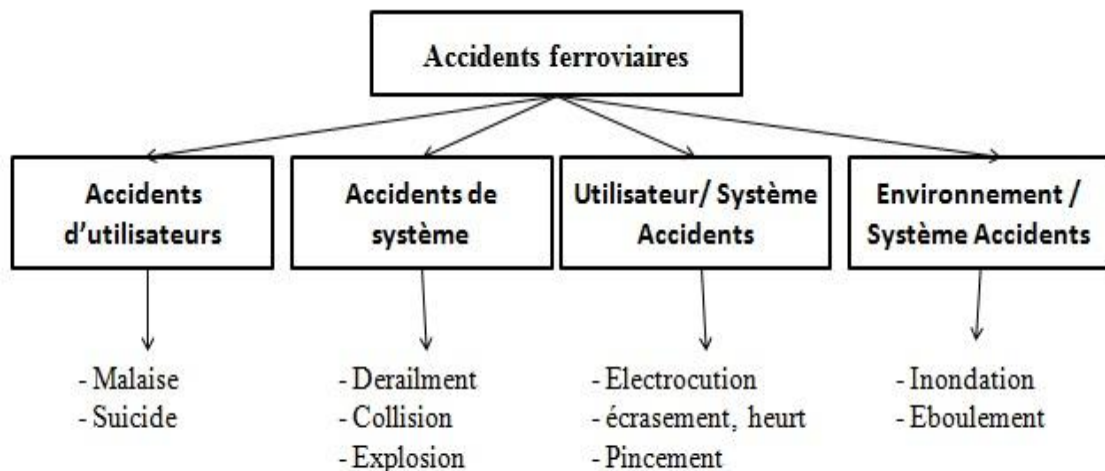 Accidents ferroviaires
Accidents
d'utilisateurs
Accidents de
système
Utilisateur/ Système
Accidents
Environnement /
Système Accidents
- Malaise
- Suicide
- Derailment
- Collision
- Explosion
- Electrocution
- écrasement, heurt
- Pincement
- Inondation
- Eboulement